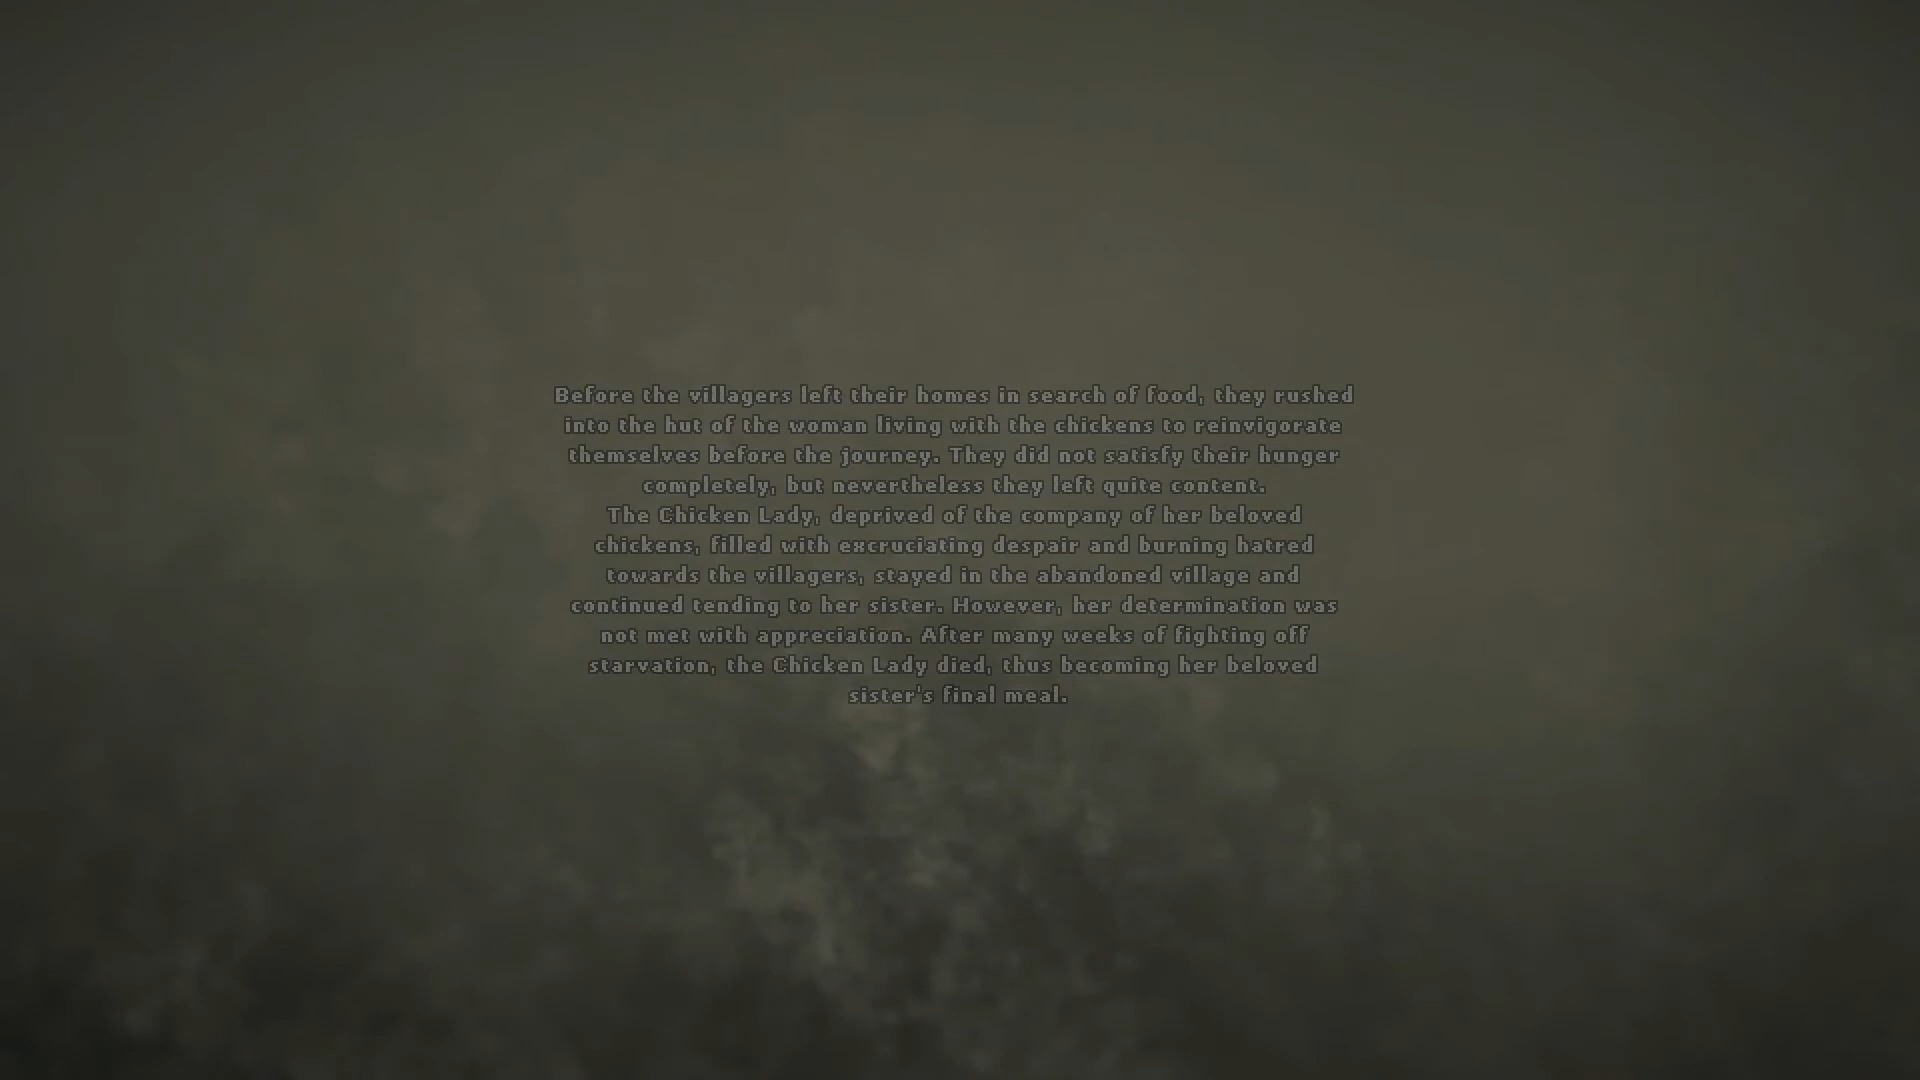 Before the villagers left their homes in search of food, they rushed
into the hut of the woman living with the chickens to reinvigorate
themselves before the journey. They did not satisfy their hunger
completely, but nevertheless they left quite content.
The Chicken Lady, deprived of the company of her beloved
chickens, filled with excruciating despair and burning hatred
towards the villagers, stayed in the abandoned village and
continued tending to her sister. However, her determination was
not met with appreciation. After many weeks of fighting off
starvation, the Chicken Lady died, thus becoming her beloved
sister's final meal.